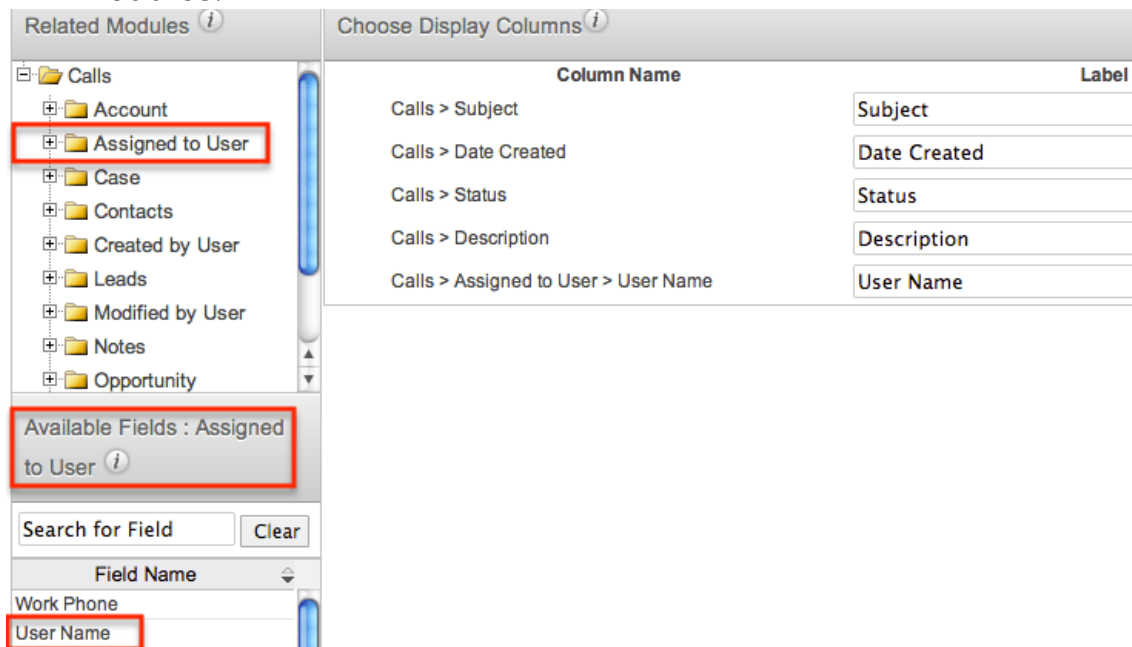 Related Modules i
Choose Display Columns i
Calls
Account
Assigned to User
Case
Contacts
Created by User
Leads
Modified by User
Notes
Opportunity
Available Fields : Assigned
to User i
Search for Field Clear
Field Name
Work Phone
User Name
Column Name Label
Calls > Subject Subject
Calls > Date Created Date Created
Calls > Status Status
Calls > Description Description
Calls > Assigned to User > User Name User Name